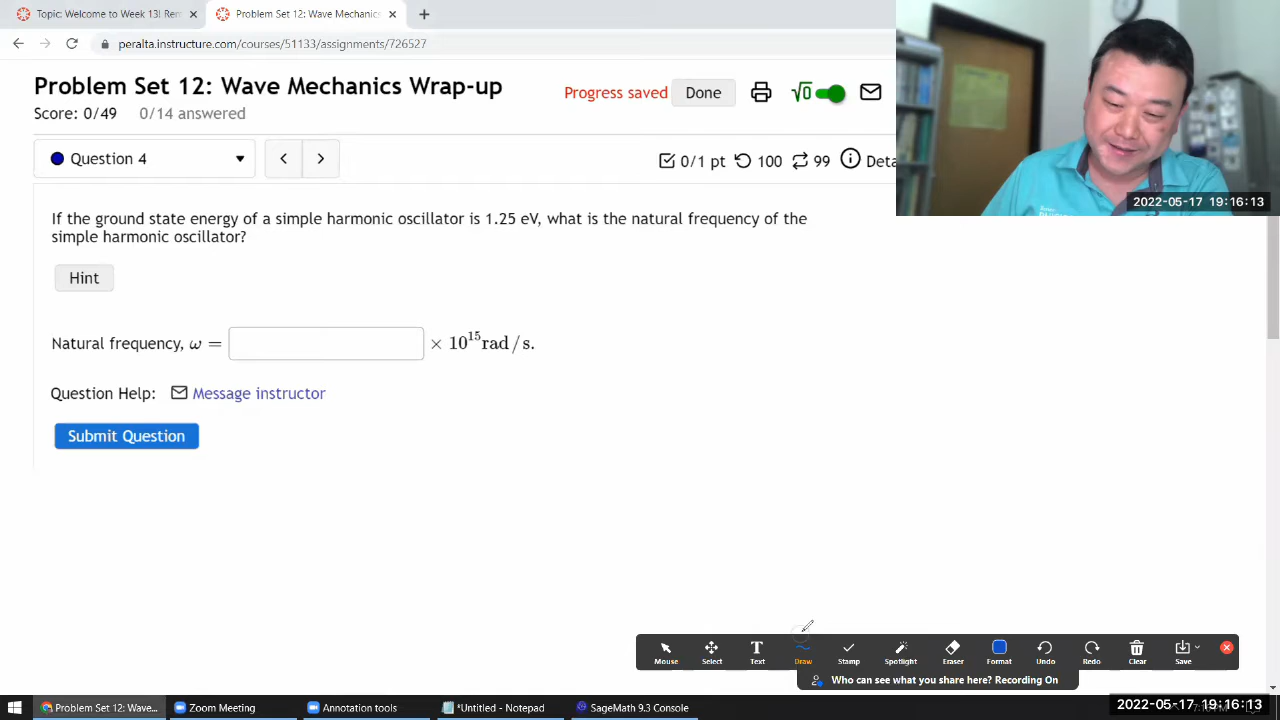 Topic: Welcome to Week 13! Ren
Problem Set 12: Wave Mechanics
peralta.instructure.com/courses/51133/assignments/726527
Problem Set 12: Wave Mechanics Wrap-up
Progress saved
Done
√0
Score: 0/49 0/14 answered
Question 4
0/1 pt 100 99 Deta
2022-05-17 19:16:13
If the ground state energy of a simple harmonic oscillator is 1.25 eV, what is the natural frequency of the
simple harmonic oscillator?
Hint
Natural frequency, ω = × 10¹⁵ rad / s.
Question Help: Message instructor
Submit Question
Mouse Select Text Draw Stamp Spotlight Eraser Format Undo Redo Clear Save
Who can see what you share here? Recording On
Problem Set 12: Wave... Zoom Meeting Annotation tools *Untitled - Notepad SageMath 9.3 Console
2022-05-17 19:16:13